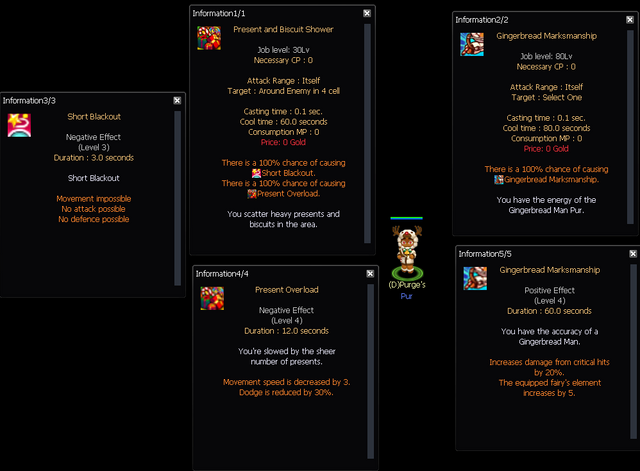 Information1/1
Present and Biscuit Shower
Job level: 30Lv
Necessary CP : 0
Attack Range : Itself
Target : Around Enemy in 4 cell
Casting time : 0.1 sec.
Cool time : 60.0 seconds
Consumption MP : 0
Price: 0 Gold
There is a 100% chance of causing
Short Blackout.
There is a 100% chance of causing
Present Overload.
You scatter heavy presents and
biscuits in the area.
Information2/2
Gingerbread Marksmanship
Job level: 80Lv
Necessary CP : 0
Attack Range : Itself
Target : Select One
Casting time : 0.1 sec.
Cool time : 80.0 seconds
Consumption MP : 0
Price: 0 Gold
There is a 100% chance of causing
Gingerbread Marksmanship.
You have the energy of the
Gingerbread Man Pur.
Information3/3
Short Blackout
Negative Effect
(Level 3)
Duration : 3.0 seconds
Short Blackout
Movement impossible
No attack possible
No defence possible
Information4/4
Present Overload
Negative Effect
(Level 4)
Duration : 12.0 seconds
You're slowed by the sheer
number of presents.
Movement speed is decreased by 3.
Dodge is reduced by 30%.
(D)Purge's
Pur
Information5/5
Gingerbread Marksmanship
Positive Effect
(Level 4)
Duration : 60.0 seconds
You have the accuracy of a
Gingerbread Man.
Increases damage from critical hits
by 20%.
The equipped fairy's element
increases by 5.